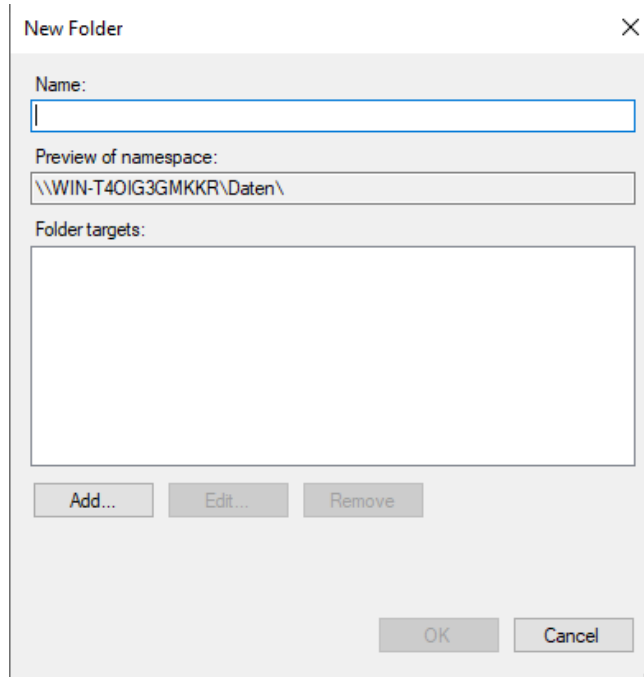 New Folder
Name:
Preview of namespace:
\\WIN-T4OIG3GMKKR\Daten\
Folder targets:
Add...
Edit...
Remove
OK
Cancel